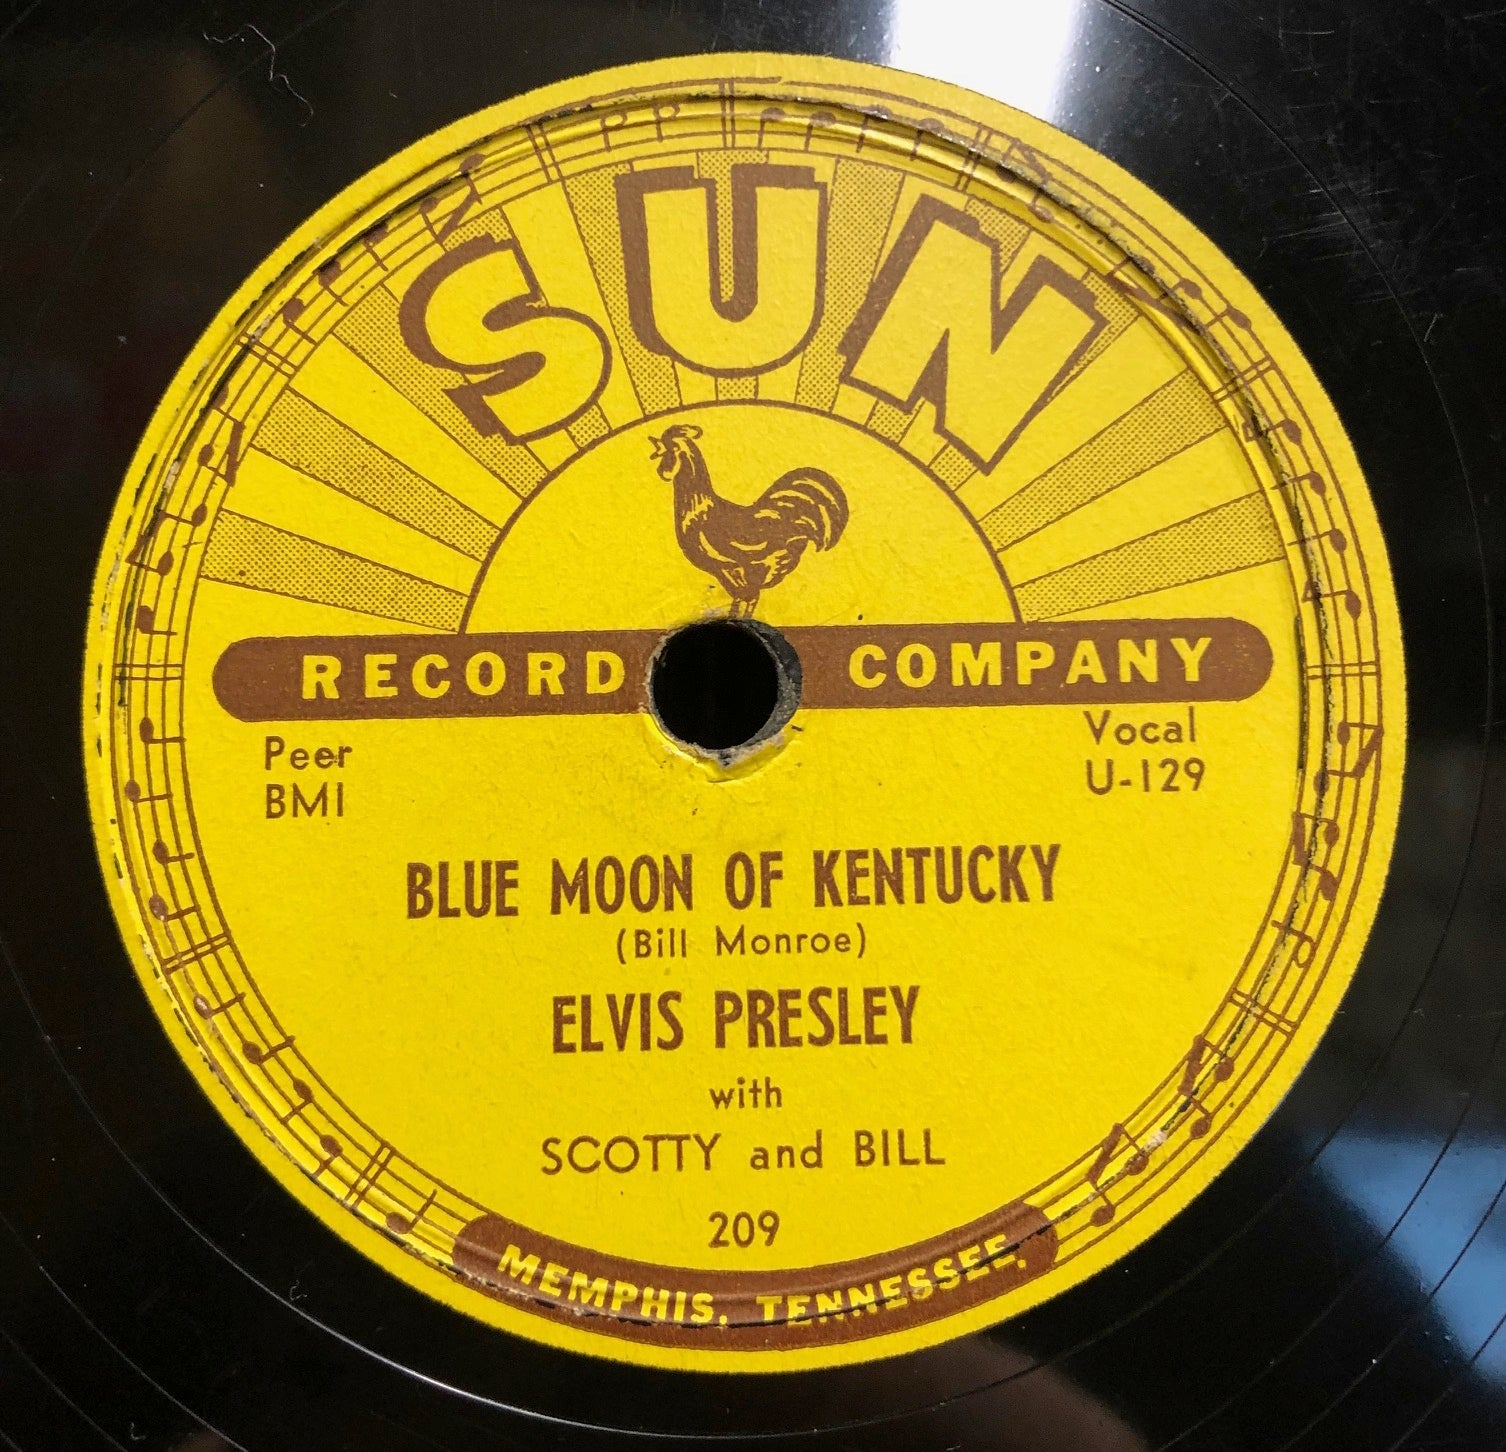 SUN
RECORD COMPANY
Peer
BMI
Vocal
U-129
BLUE MOON OF KENTUCKY
(Bill Monroe)
ELVIS PRESLEY
with
SCOTTY and BILL
209
MEMPHIS, TENNESSEE.